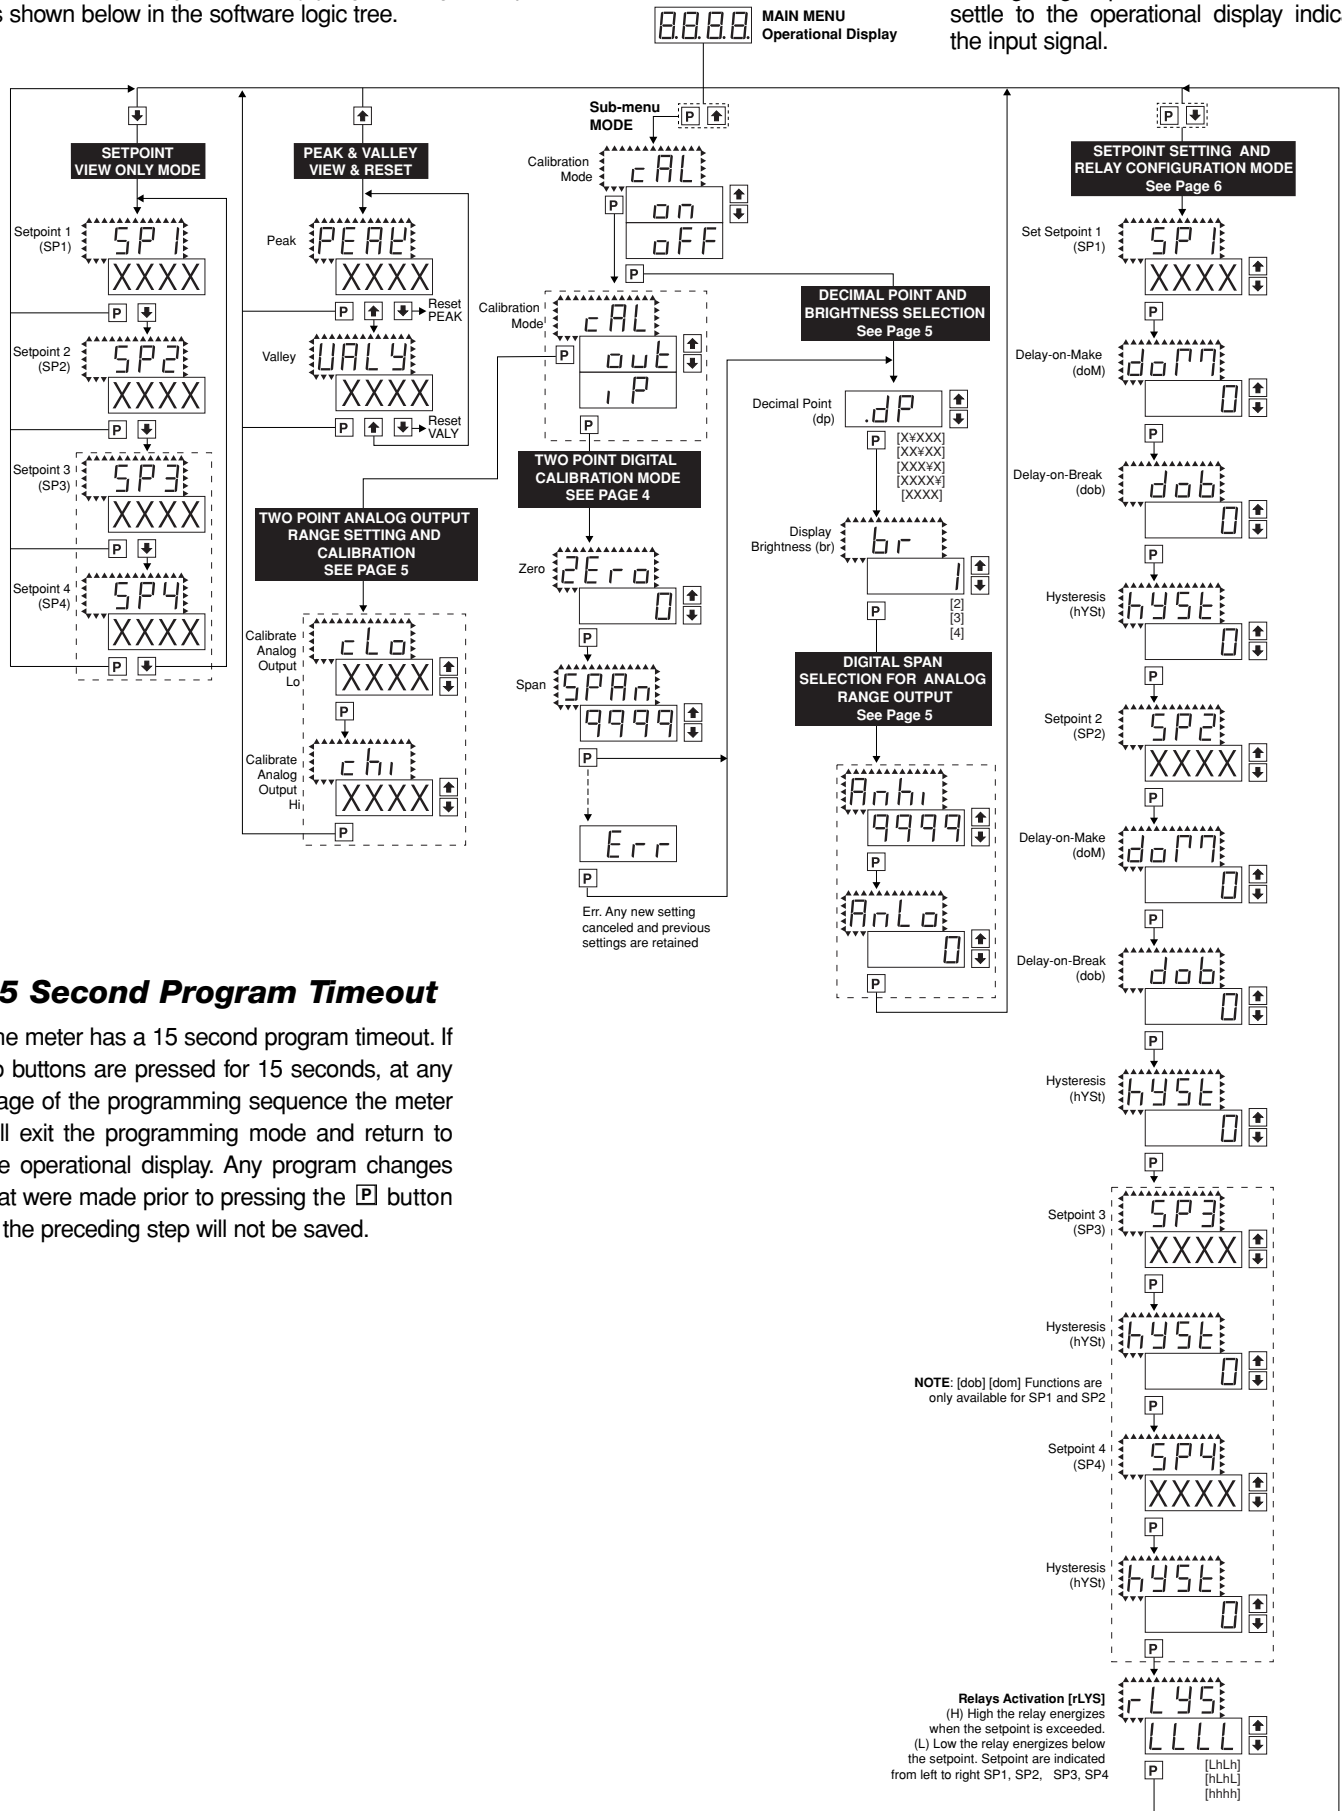 s shown below in the software logic tree.
8.8.8.8.
MAIN MENU
Operational Display
settle to the operational display indic
the input signal.
Sub-menu
MODE
P
P
SETPOINT
VIEW ONLY MODE
Setpoint 1
(SP1)
SP1
XXXX
P
Setpoint 2
(SP2)
SP2
XXXX
P
Setpoint 3
(SP3)
SP3
XXXX
P
Setpoint 4
(SP4)
SP4
XXXX
P
PEAK & VALLEY
VIEW & RESET
Peak
PEAK
XXXX
P
Reset
PEAK
Valley
VALY
XXXX
P
Reset
VALY
Calibration
Mode
cAL
P
on
oFF
P
Calibration
Mode
cAL
P
out
iP
P
TWO POINT ANALOG OUTPUT
RANGE SETTING AND
CALIBRATION
SEE PAGE 5
Calibrate
Analog
Output
Lo
cLo
XXXX
P
Calibrate
Analog
Output
Hi
chi
XXXX
P
TWO POINT DIGITAL
CALIBRATION MODE
SEE PAGE 4
Zero
ZEro
0
P
Span
SPAn
9999
P
Err
P
Err. Any new setting
canceled and previous
settings are retained
DECIMAL POINT AND
BRIGHTNESS SELECTION
See Page 5
Decimal Point
(dp)
.dP
P
[X¥XXX]
[XX¥XX]
[XXX¥X]
[XXXX¥]
[XXXX]
Display
Brightness (br)
br
1
P
[2]
[3]
[4]
DIGITAL SPAN
SELECTION FOR ANALOG
RANGE OUTPUT
See Page 5
Anhi
9999
P
AnLo
0
P
SETPOINT SETTING AND
RELAY CONFIGURATION MODE
See Page 6
Set Setpoint 1
(SP1)
SP1
XXXX
P
Delay-on-Make
(doM)
doM
0
P
Delay-on-Break
(dob)
dob
0
P
Hysteresis
(hYSt)
hYSt
0
P
Setpoint 2
(SP2)
SP2
XXXX
P
Delay-on-Make
(doM)
doM
0
P
Delay-on-Break
(dob)
dob
0
P
Hysteresis
(hYSt)
hYSt
0
P
Setpoint 3
(SP3)
SP3
XXXX
P
Hysteresis
(hYSt)
hYSt
0
NOTE: [dob] [dom] Functions are
only available for SP1 and SP2
P
Setpoint 4
(SP4)
SP4
XXXX
P
Hysteresis
(hYSt)
hYSt
0
P
Relays Activation [rLYS]
(H) High the relay energizes
when the setpoint is exceeded.
(L) Low the relay energizes below
the setpoint. Setpoint are indicated
from left to right SP1, SP2, SP3, SP4
rLYS
LLLL
P
[LhLh]
[hLhL]
[hhhh]
5 Second Program Timeout
he meter has a 15 second program timeout. If
o buttons are pressed for 15 seconds, at any
age of the programming sequence the meter
ll exit the programming mode and return to
e operational display. Any program changes
at were made prior to pressing the P button
the preceding step will not be saved.